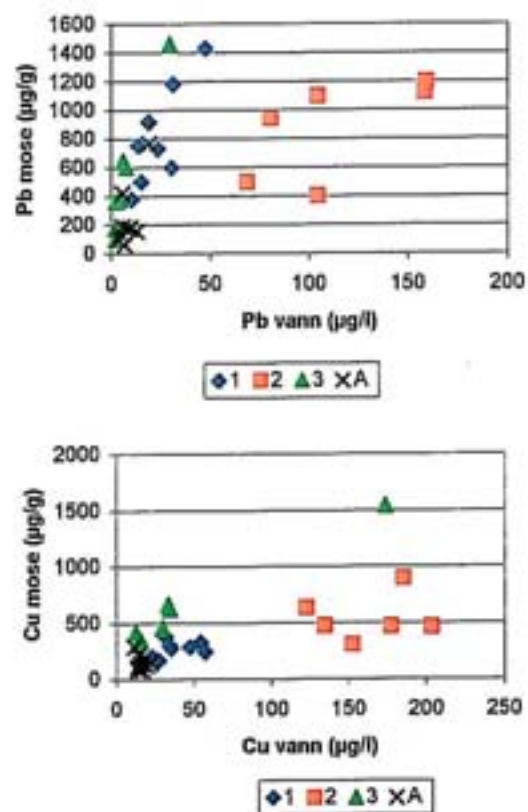 1600
1400
1200
1000
800
600
400
200
0
Pb mose (µg/g)
0 50 100 150 200
Pb vann (µg/l)
1 2 3 A
2000
1500
1000
500
0
Cu mose (µg/g)
0 50 100 150 200 250
Cu vann (µg/l)
1 2 3 A